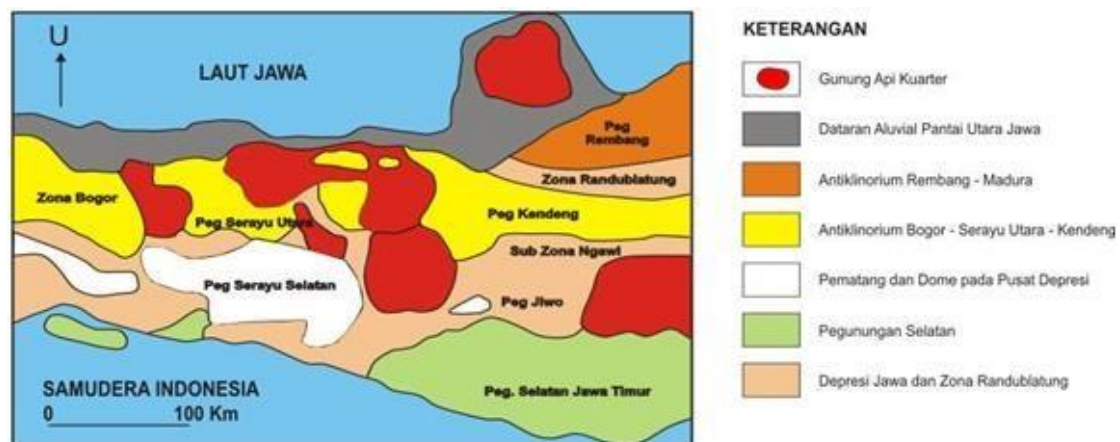 U
LAUT JAWA
Peg
Rembang
Zona Randublatung
Zona Bogor
Peg Serayu Utara
Peg Kendeng
Sub Zona Ngawi
Peg Serayu Selatan
Peg Jiwo
Peg. Selatan Jawa Timur
SAMUDERA INDONESIA
0 100 Km
KETERANGAN
Gunung Api Kuarter
Dataran Aluvial Pantai Utara Jawa
Antiklinorium Rembang - Madura
Antiklinorium Bogor - Serayu Utara - Kendeng
Pematang dan Dome pada Pusat Depresi
Pegunungan Selatan
Depresi Jawa dan Zona Randublatung